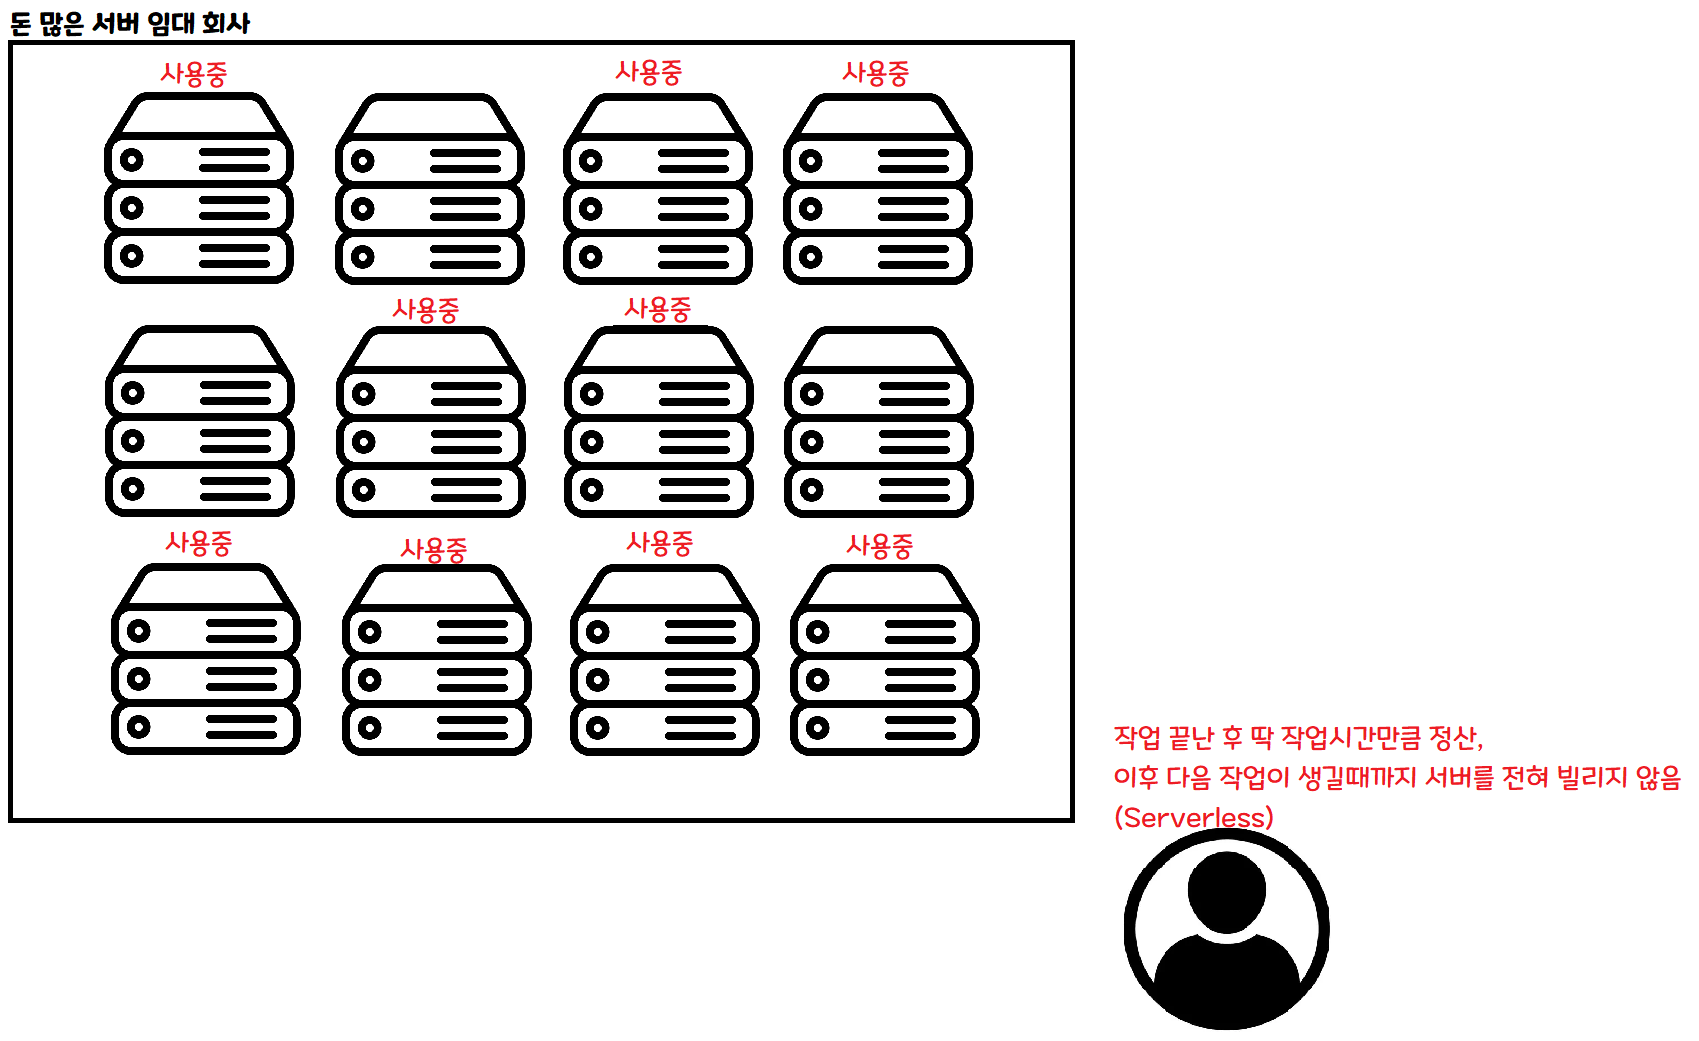 돈 많은 서버 임대 회사
사용중
사용중
사용중
사용중
사용중
사용중
사용중
사용중
사용중
작업 끝난 후 딱 작업시간만큼 정산,
이후 다음 작업이 생길때까지 서버를 전혀 빌리지 않음
(Serverless)